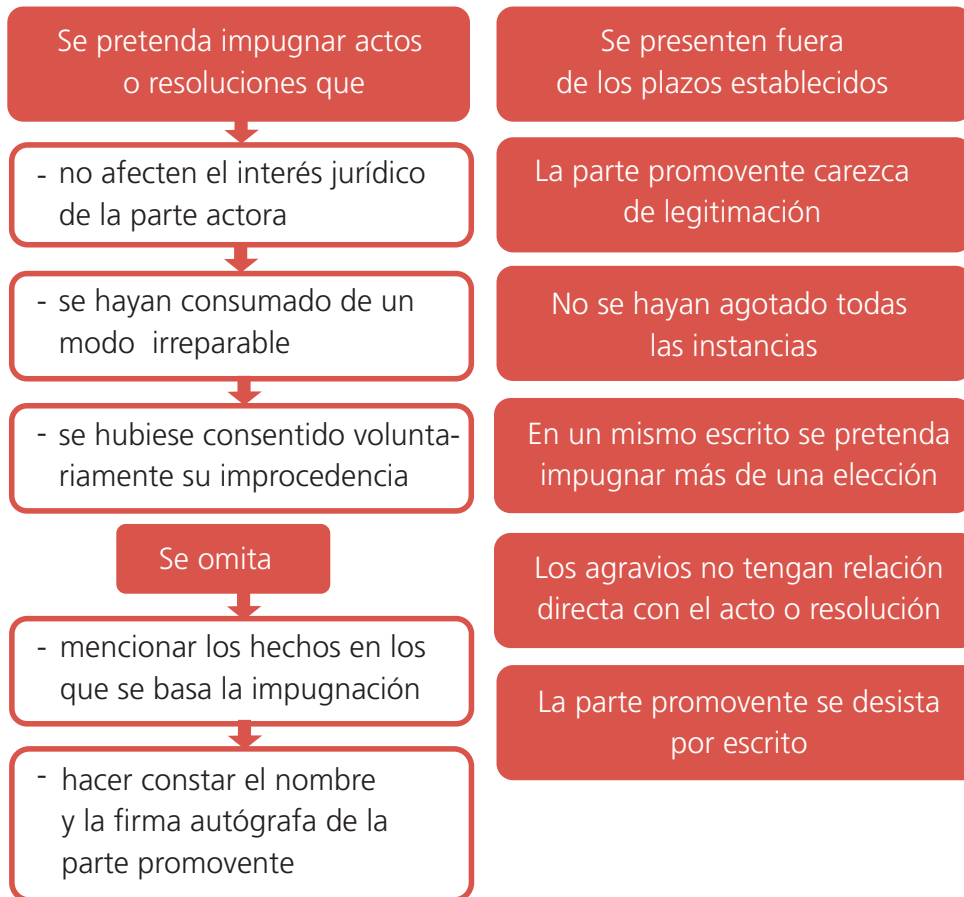 Se pretenda impugnar actos
o resoluciones que
- no afecten el interés jurídico
de la parte actora
- se hayan consumado de un
modo irreparable
- se hubiese consentido volunta-
riamente su improcedencia
Se omita
- mencionar los hechos en los
que se basa la impugnación
- hacer constar el nombre
y la firma autógrafa de la
parte promovente
Se presenten fuera
de los plazos establecidos
La parte promovente carezca
de legitimación
No se hayan agotado todas
las instancias
En un mismo escrito se pretenda
impugnar más de una elección
Los agravios no tengan relación
directa con el acto o resolución
La parte promovente se desista
por escrito